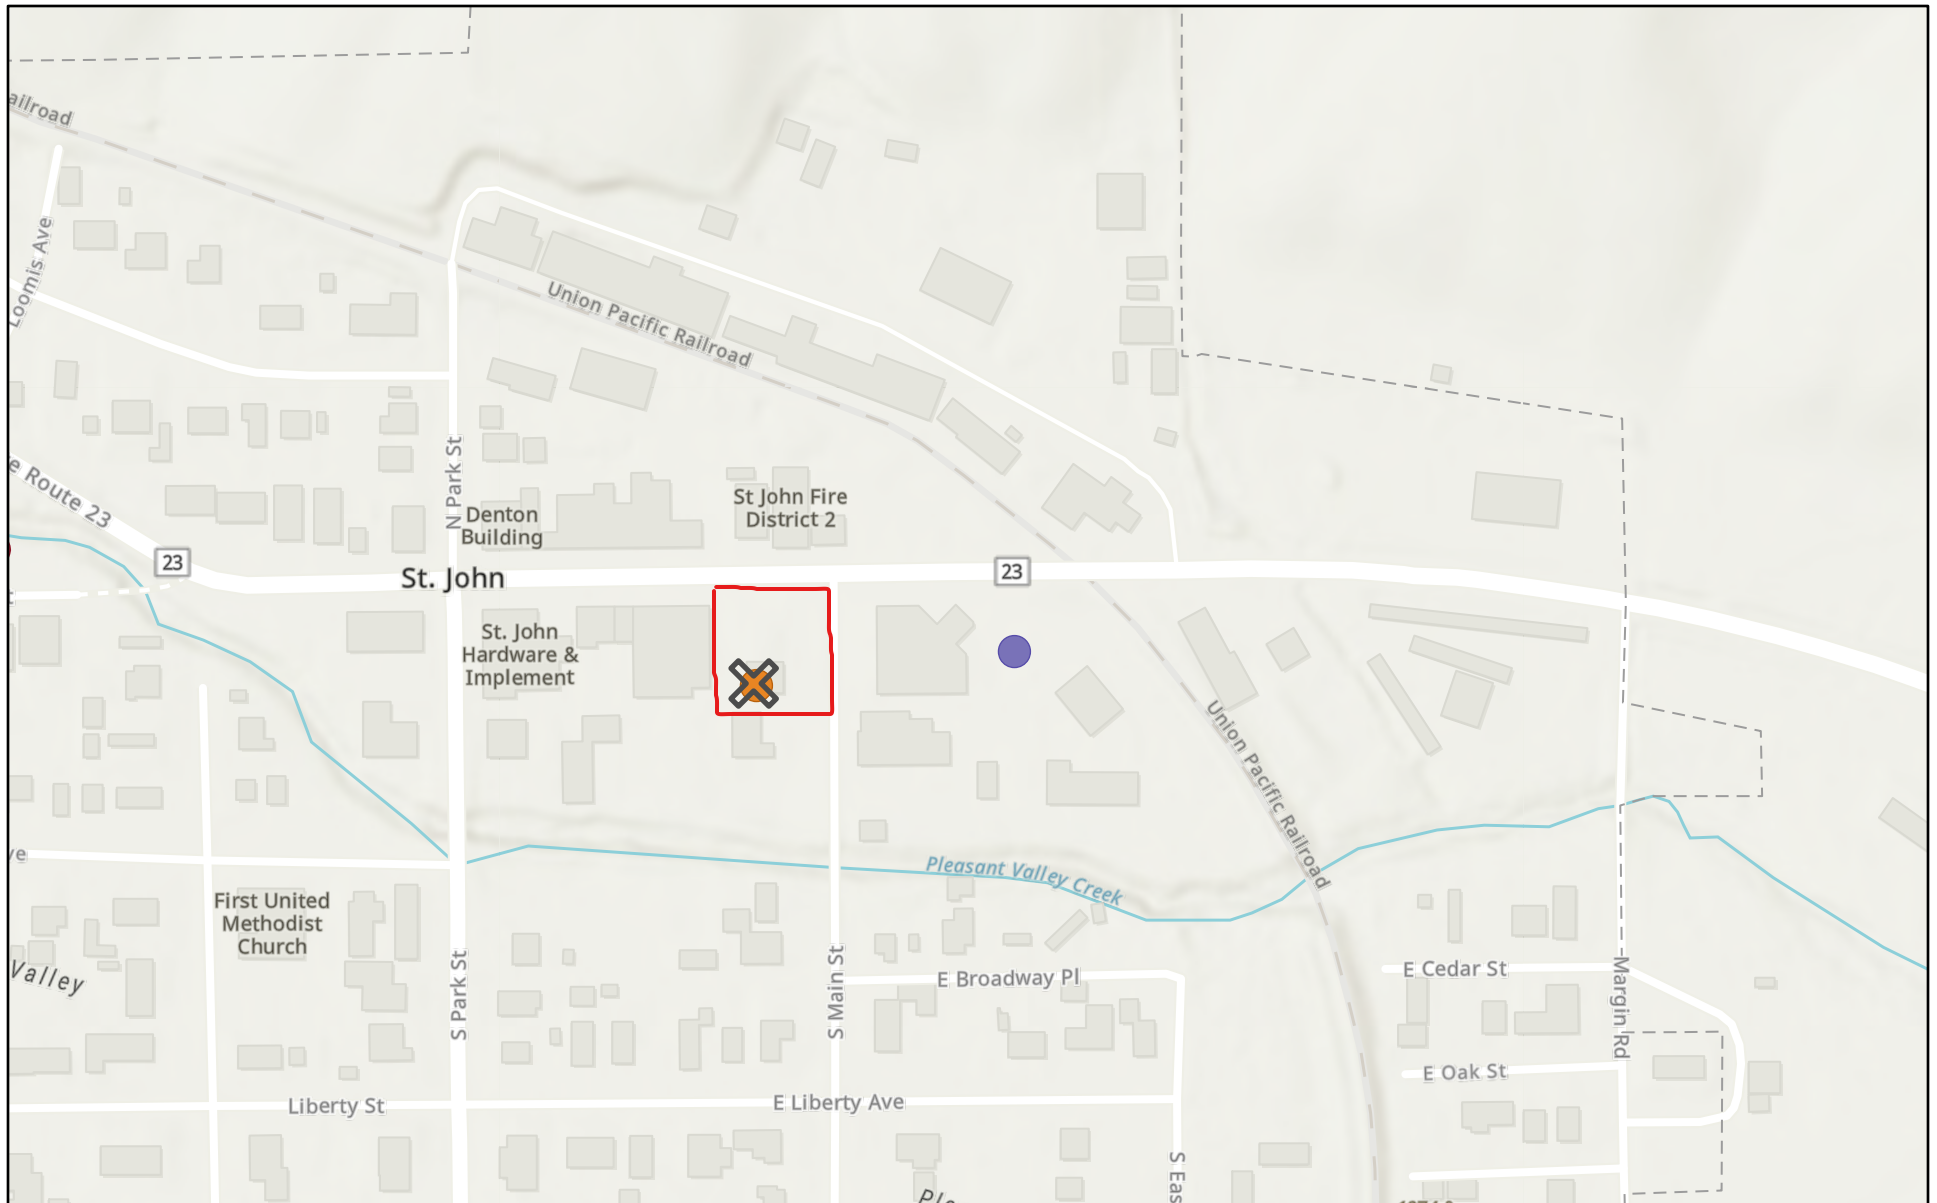 ailroad
Loomis Ave
Union Pacific Railroad
e Route 23
N Park St
Denton
Building
St John Fire
District 2
23
St. John
23
St. John
Hardware &
Implement
Union Pacific Railroad
ve
Pleasant Valley Creek
First United
Methodist
Church
Valley
S Park St
S Main St
E Broadway Pl
E Cedar St
Margin Rd
E Oak St
Liberty St
E Liberty Ave
S Eas
Ple